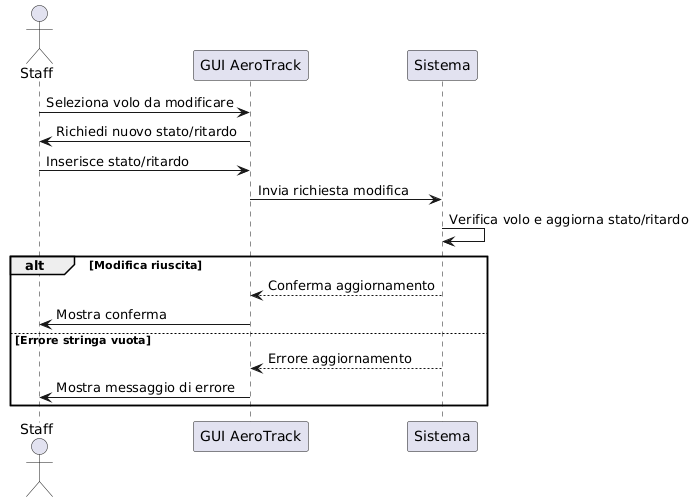 Staff
GUI AeroTrack
Sistema
Seleziona volo da modificare
Richiedi nuovo stato/ritardo
Inserisce stato/ritardo
Invia richiesta modifica
Verifica volo e aggiorna stato/ritardo
alt [Modifica riuscita]
Conferma aggiornamento
Mostra conferma
[Errore stringa vuota]
Errore aggiornamento
Mostra messaggio di errore
Staff
GUI AeroTrack
Sistema